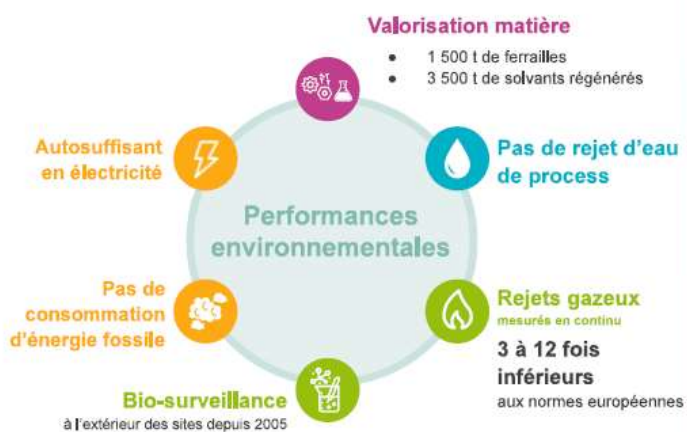 Valorisation matière
• 1 500 t de ferrailles
• 3 500 t de solvants régénérés
Autosuffisant
en électricité
Pas de rejet d'eau
de process
Performances
environnementales
Pas de
consommation
d'énergie fossile
Rejets gazeux
mesurés en continu
3 à 12 fois
inférieurs
aux normes européennes
Bio-surveillance
à l'extérieur des sites depuis 2005